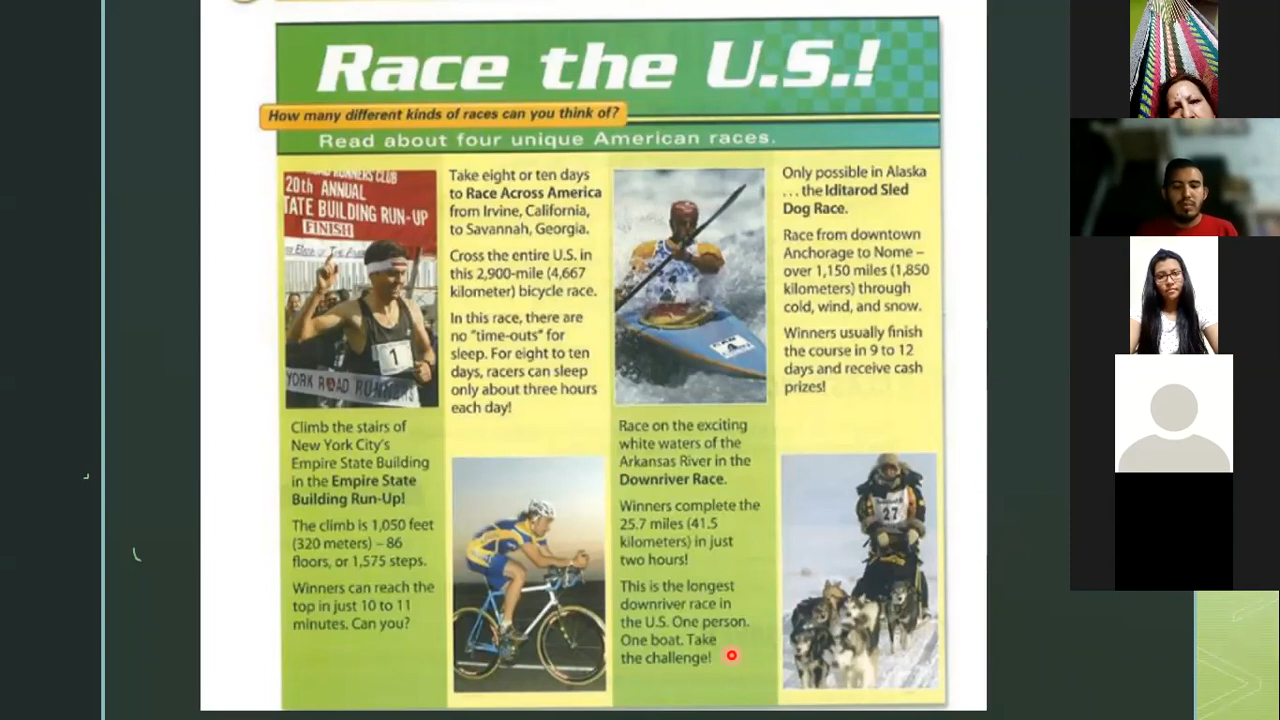 Race the U.S.!
How many different kinds of races can you think of?
Read about four unique American races.
20th ANNUAL
TATE BUILDING RUN-UP
FINISH
1
YORK ROAD RUNNERS
Climb the stairs of
New York City's
Empire State Building
in the Empire State
Building Run-Up!
The climb is 1,050 feet
(320 meters) – 86
floors, or 1,575 steps.
Winners can reach the
top in just 10 to 11
minutes. Can you?
Take eight or ten days
to Race Across America
from Irvine, California,
to Savannah, Georgia.
Cross the entire U.S. in
this 2,900-mile (4,667
kilometer) bicycle race.
In this race, there are
no "time-outs" for
sleep. For eight to ten
days, racers can sleep
only about three hours
each day!
Race on the exciting
white waters of the
Arkansas River in the
Downriver Race.
Winners complete the
25.7 miles (41.5
kilometers) in just
two hours!
This is the longest
downriver race in
the U.S. One person.
One boat. Take
the challenge!
Only possible in Alaska
. . . the Iditarod Sled
Dog Race.
Race from downtown
Anchorage to Nome –
over 1,150 miles (1,850
kilometers) through
cold, wind, and snow.
Winners usually finish
the course in 9 to 12
days and receive cash
prizes!
27